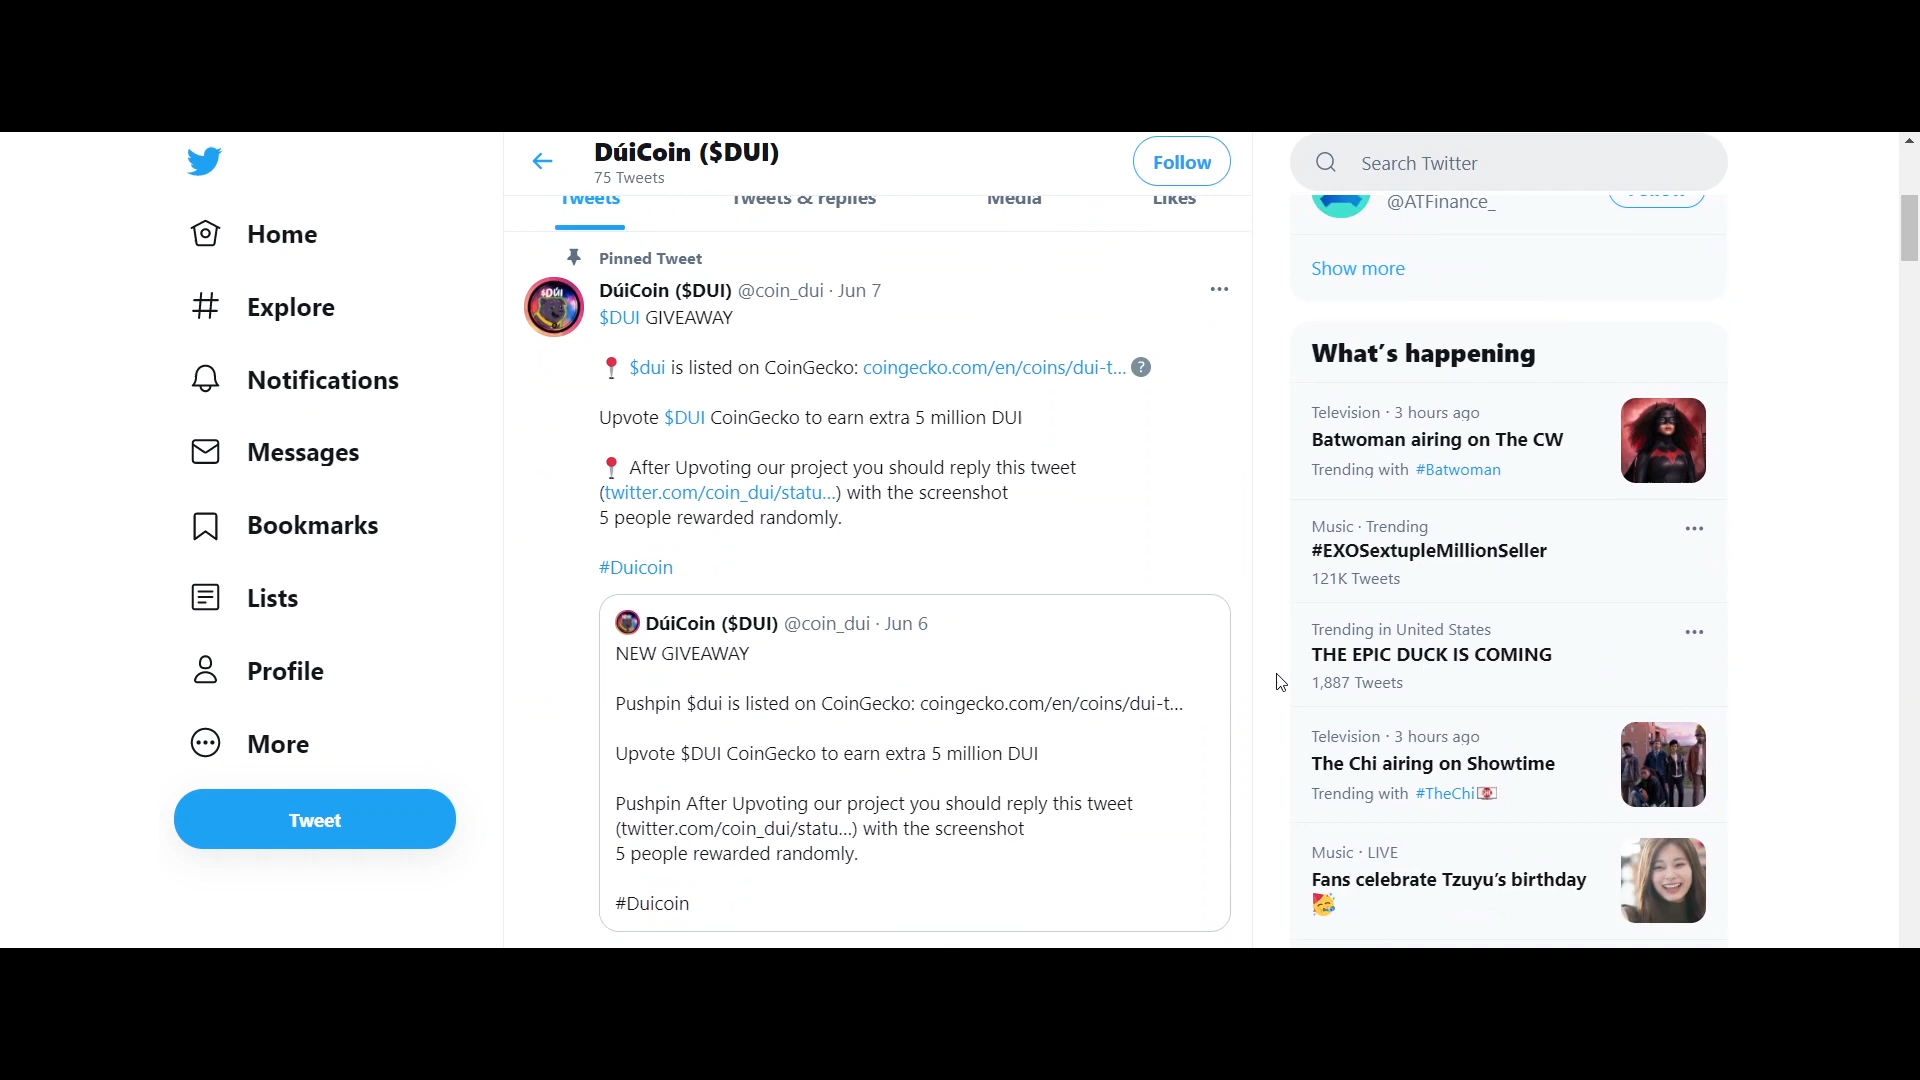 DúiCoin ($DUI)
75 Tweets
Follow
Search Twitter
Tweets
Tweets & replies
Media
Likes
@ATFinance_
Follow
Show more
Home
Explore
Notifications
Messages
Bookmarks
Lists
Profile
More
Tweet
Pinned Tweet
DúiCoin ($DUI) @coin_dui · Jun 7
$DUI GIVEAWAY
$dui is listed on CoinGecko: coingecko.com/en/coins/dui-t...
Upvote $DUI CoinGecko to earn extra 5 million DUI
After Upvoting our project you should reply this tweet
(twitter.com/coin_dui/statu...) with the screenshot
5 people rewarded randomly.
#Duicoin
DúiCoin ($DUI) @coin_dui · Jun 6
NEW GIVEAWAY
Pushpin $dui is listed on CoinGecko: coingecko.com/en/coins/dui-t...
Upvote $DUI CoinGecko to earn extra 5 million DUI
Pushpin After Upvoting our project you should reply this tweet
(twitter.com/coin_dui/statu...) with the screenshot
5 people rewarded randomly.
#Duicoin
What's happening
Television · 3 hours ago
Batwoman airing on The CW
Trending with #Batwoman
Music · Trending
#EXOSextupleMillionSeller
121K Tweets
Trending in United States
THE EPIC DUCK IS COMING
1,887 Tweets
Television · 3 hours ago
The Chi airing on Showtime
Trending with #TheChi
Music · LIVE
Fans celebrate Tzuyu's birthday